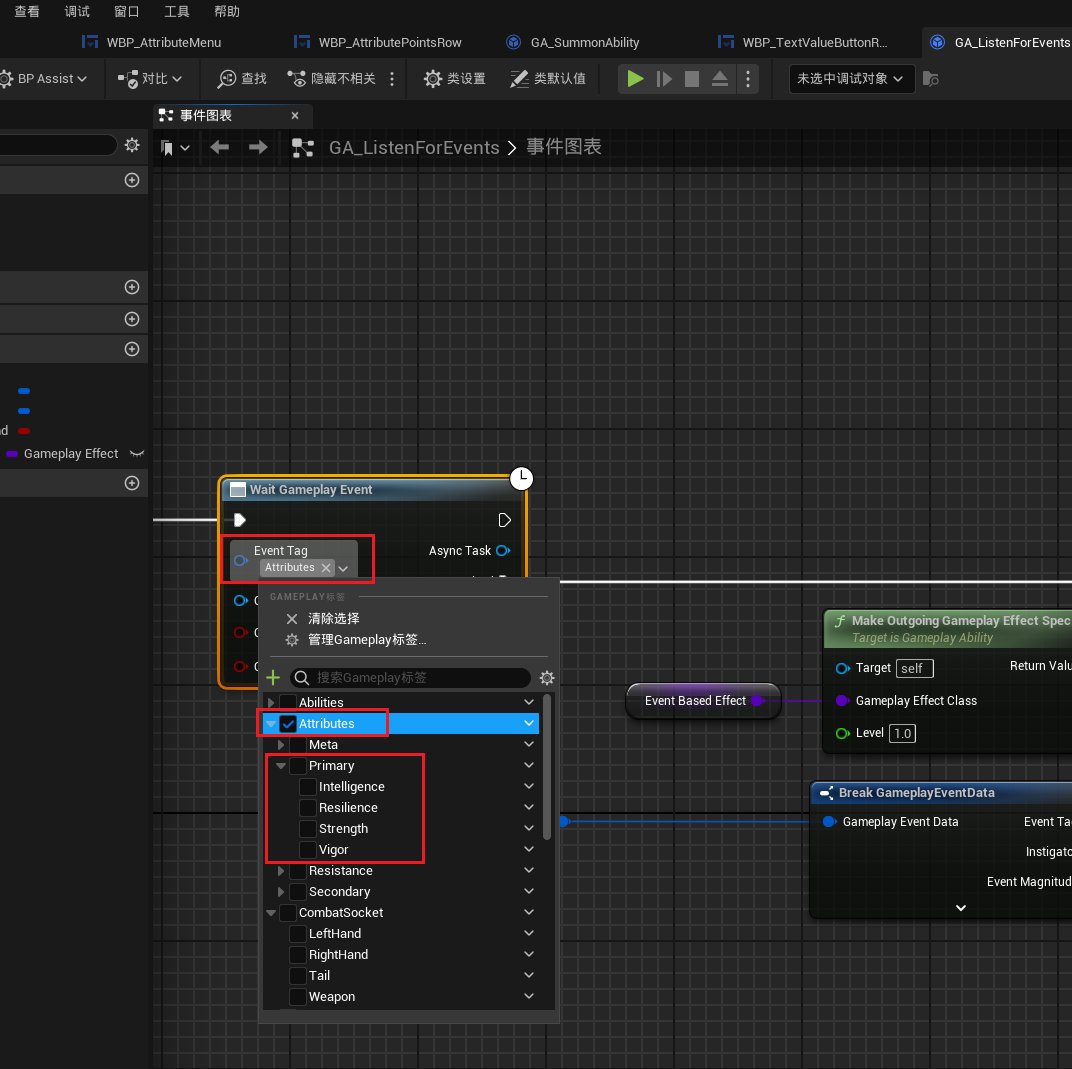 查看 调试 窗口 工具 帮助
WBP_AttributeMenu WBP_AttributePointsRow GA_SummonAbility WBP_TextValueButtonR... GA_ListenForEvents
BP Assist 对比 查找 隐藏不相关 类设置 类默认值 未选中调试对象
事件图表
GA_ListenForEvents > 事件图表
Gameplay Effect
Wait Gameplay Event
Event Tag
Async Task
Attributes
GAMEPLAY标签
清除选择
管理Gameplay标签...
搜索Gameplay标签
Abilities
Attributes
Meta
Primary
Intelligence
Resilience
Strength
Vigor
Resistance
Secondary
CombatSocket
LeftHand
RightHand
Tail
Weapon
Event Based Effect
Make Outgoing Gameplay Effect Spec
Target is Gameplay Ability
Target self Return Valu
Gameplay Effect Class
Level 1.0
Break GameplayEventData
Gameplay Event Data Event Ta
Instigato
Event Magnitud